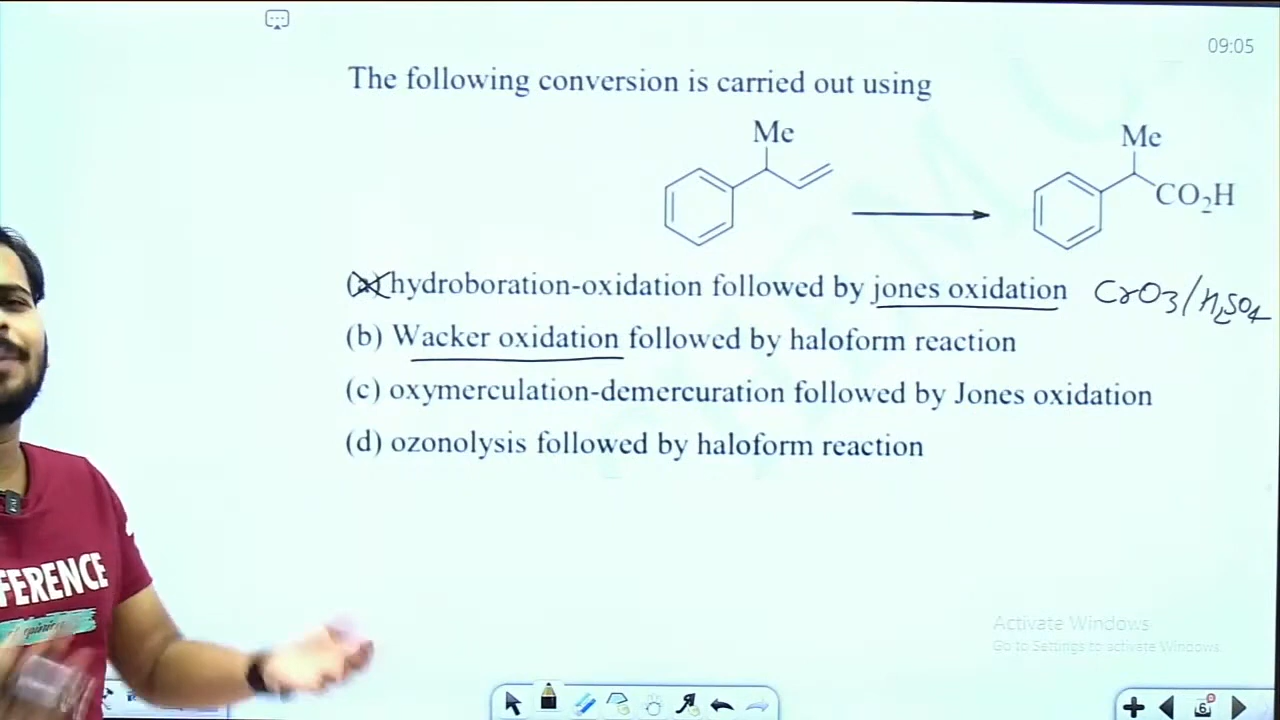 09:05
The following conversion is carried out using
Me
Me
CO₂H
(a) hydroboration-oxidation followed by jones oxidation CrO3/H2SO4
(b) Wacker oxidation followed by haloform reaction
(c) oxymerculation-demercuration followed by Jones oxidation
(d) ozonolysis followed by haloform reaction
FERENCE
opinion
Activate Windows
Go to Settings to activate Windows.
6